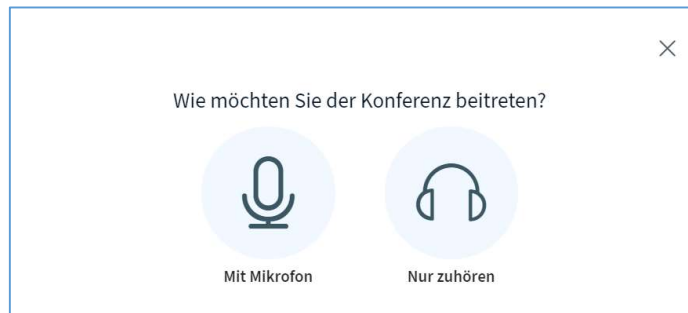 Wie möchten Sie der Konferenz beitreten?
Mit Mikrofon
Nur zuhören